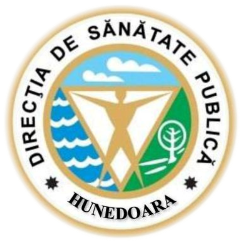 DIRECȚIA DE SĂNĂTATE PUBLICĂ
HUNEDOARA